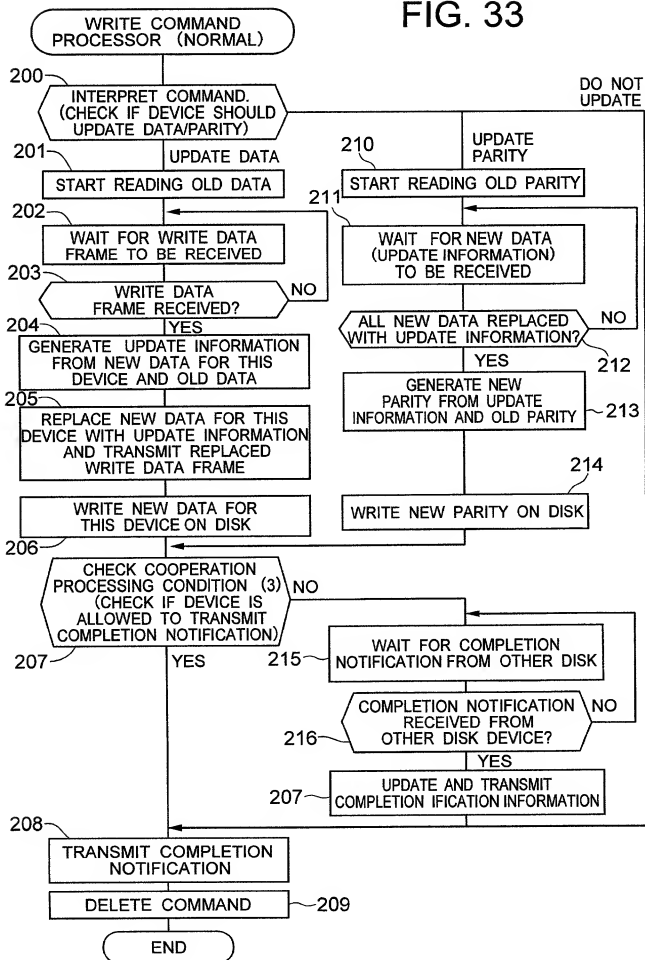 FIG. 33
WRITE COMMAND
PROCESSOR (NORMAL)
200
INTERPRET COMMAND.
(CHECK IF DEVICE SHOULD
UPDATE DATA/PARITY)
DO NOT
UPDATE
201
UPDATE DATA
START READING OLD DATA
202
WAIT FOR WRITE DATA
FRAME TO BE RECEIVED
203
WRITE DATA
FRAME RECEIVED?
NO
YES
204
GENERATE UPDATE INFORMATION
FROM NEW DATA FOR THIS
DEVICE AND OLD DATA
205
REPLACE NEW DATA FOR THIS
DEVICE WITH UPDATE INFORMATION
AND TRANSMIT REPLACED
WRITE DATA FRAME
WRITE NEW DATA FOR
THIS DEVICE ON DISK
206
210
UPDATE
PARITY
START READING OLD PARITY
211
WAIT FOR NEW DATA
(UPDATE INFORMATION)
TO BE RECEIVED
ALL NEW DATA REPLACED
WITH UPDATE INFORMATION?
NO
212
YES
GENERATE NEW
PARITY FROM UPDATE
INFORMATION AND OLD PARITY
213
214
WRITE NEW PARITY ON DISK
CHECK COOPERATION
PROCESSING CONDITION (3)
(CHECK IF DEVICE IS
ALLOWED TO TRANSMIT
COMPLETION NOTIFICATION)
NO
207
YES
215
WAIT FOR COMPLETION
NOTIFICATION FROM OTHER DISK
COMPLETION NOTIFICATION
RECEIVED FROM
OTHER DISK DEVICE?
NO
216
YES
207
UPDATE AND TRANSMIT
COMPLETION IFICATION INFORMATION
208
TRANSMIT COMPLETION
NOTIFICATION
DELETE COMMAND
209
END